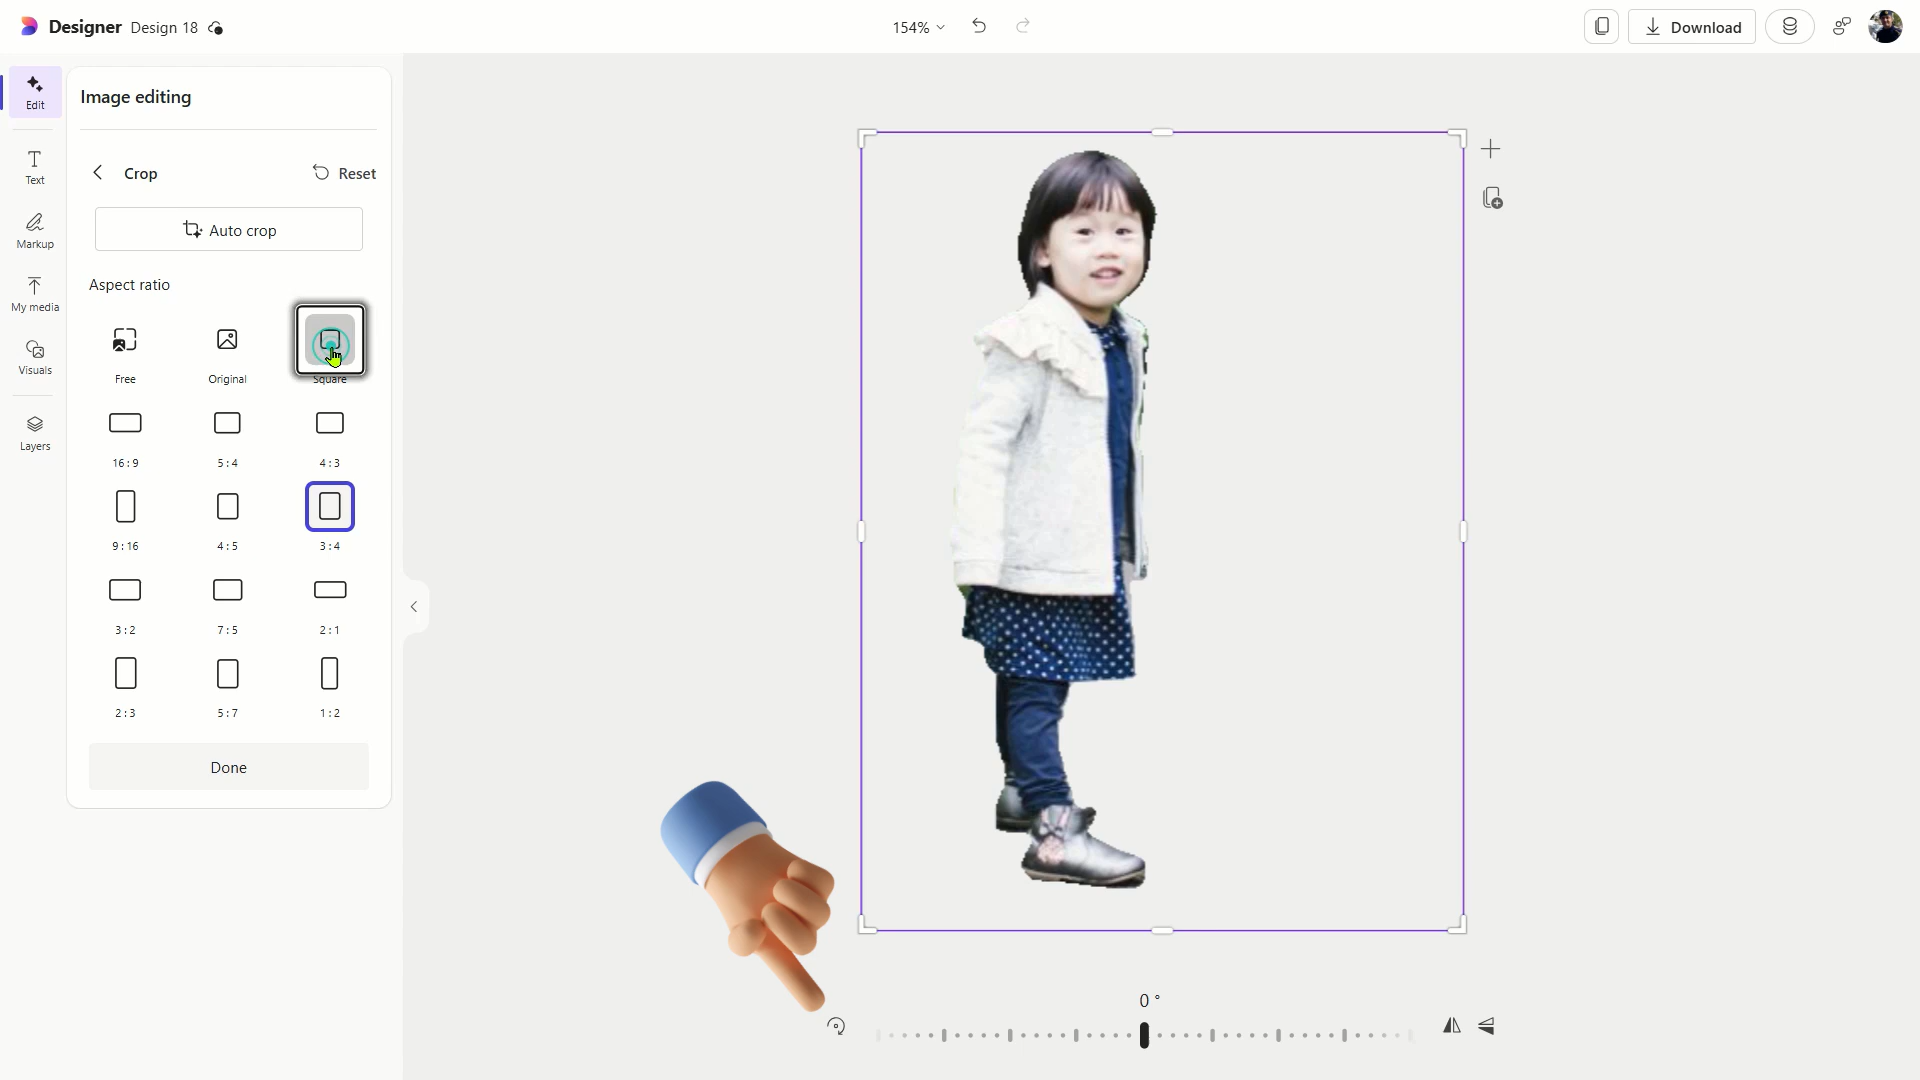 Designer Design 18
154%
Download
Edit
Text
Markup
My media
Visuals
Layers
Image editing
Crop
Reset
Auto crop
Aspect ratio
Free
Original
Square
16:9
5:4
4:3
9:16
4:5
3:4
3:2
7:5
2:1
2:3
5:7
1:2
Done
0 °